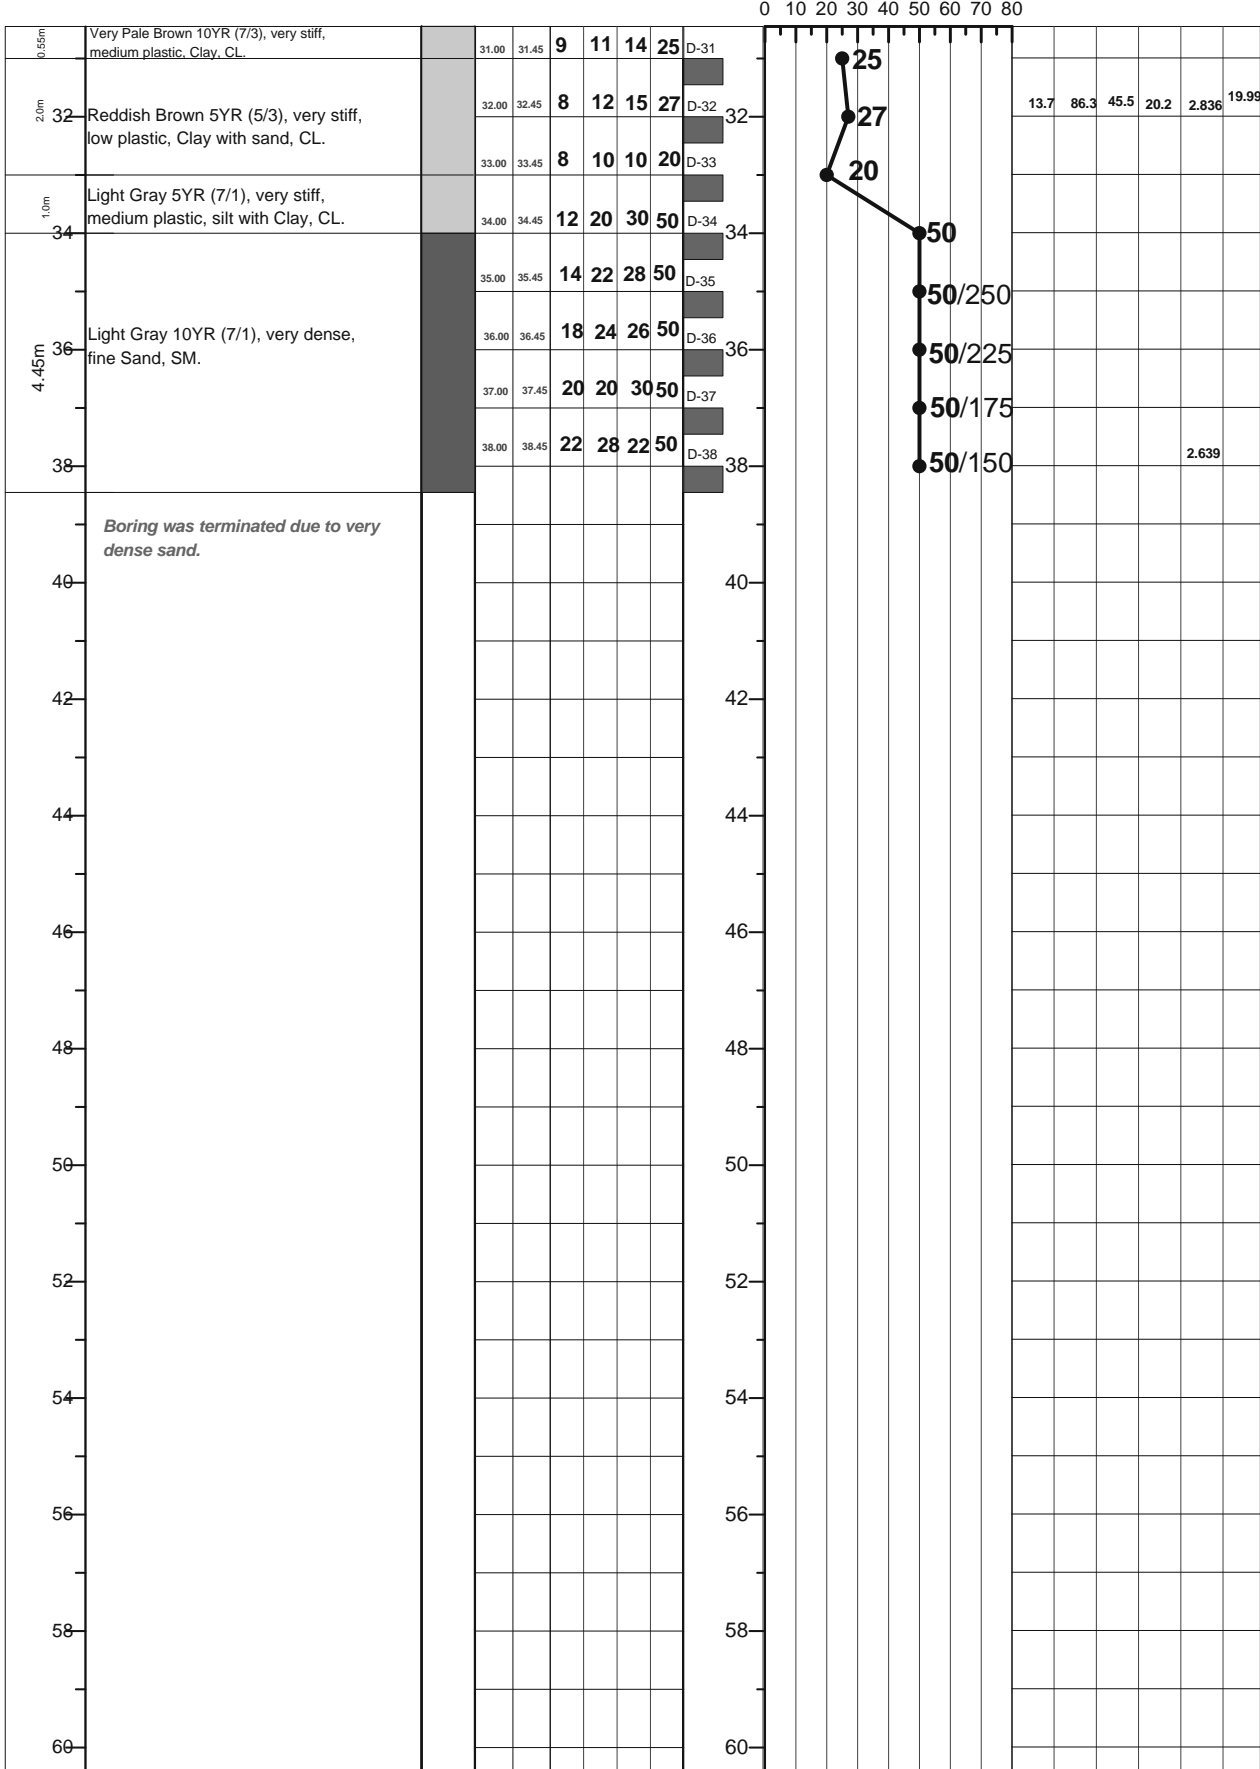 0 10 20 30 40 50 60 70 80
0.55m
Very Pale Brown 10YR (7/3), very stiff,
medium plastic, Clay, CL.
31.00 31.45 9 11 14 25 D-31
25
2.0m
32
Reddish Brown 5YR (5/3), very stiff,
low plastic, Clay with sand, CL.
32.00 32.45 8 12 15 27 D-32
32
27
13.7 86.3 45.5 20.2 2.836 19.99
33.00 33.45 8 10 10 20 D-33
20
1.0m
Light Gray 5YR (7/1), very stiff,
medium plastic, silt with Clay, CL.
34.00 34.45 12 20 30 50 D-34
34
34
50
35.00 35.45 14 22 28 50 D-35
50/250
4.45m
36
Light Gray 10YR (7/1), very dense,
fine Sand, SM.
36.00 36.45 18 24 26 50 D-36
36
50/225
37.00 37.45 20 20 30 50 D-37
50/175
38.00 38.45 22 28 22 50 D-38
38
38
50/150
2.639
Boring was terminated due to very
dense sand.
40 40
42 42
44 44
46 46
48 48
50 50
52 52
54 54
56 56
58 58
60 60